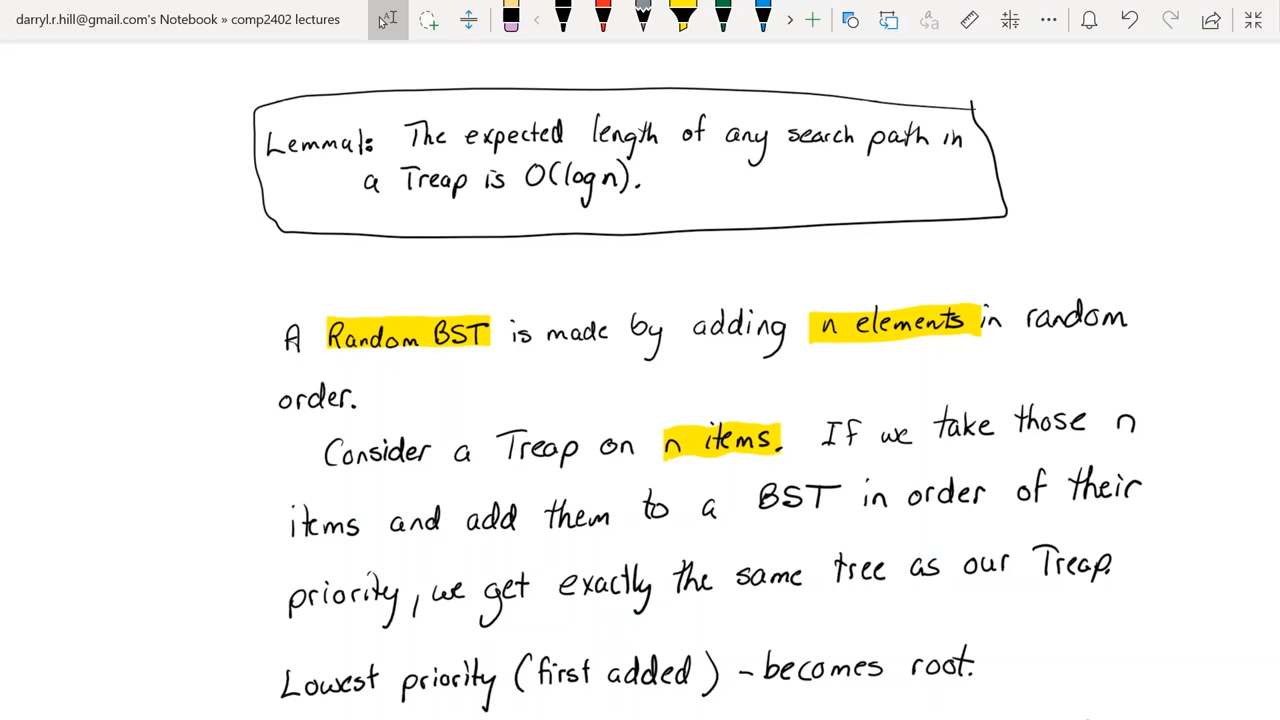 darryl.r.hill@gmail.com's Notebook » comp2402 lectures
Lemma1: The expected length of any search path in
a Treap is O(log n).
A Random BST is made by adding n elements in random
order.
Consider a Treap on n items. If we take those n
items and add them to a BST in order of their
priority, we get exactly the same tree as our Treap.
Lowest priority (first added) - becomes root.